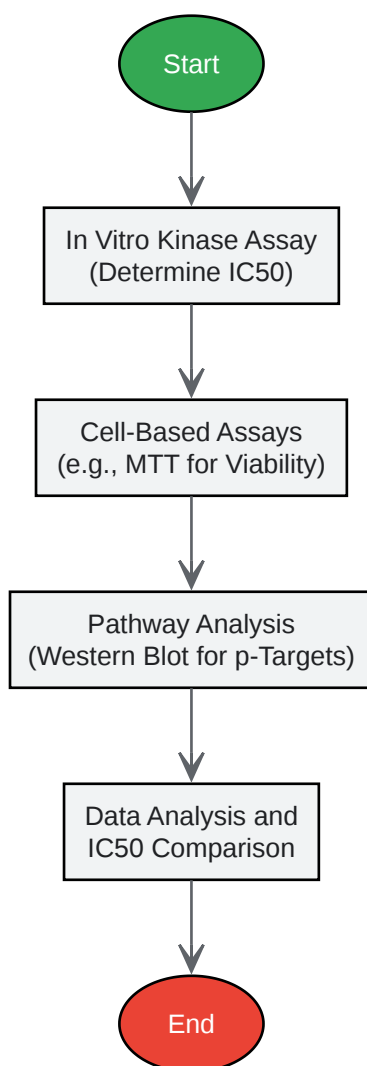 Start
In Vitro Kinase Assay
(Determine IC50)
Cell-Based Assays
(e.g., MTT for Viability)
Pathway Analysis
(Western Blot for p-Targets)
Data Analysis and
IC50 Comparison
End